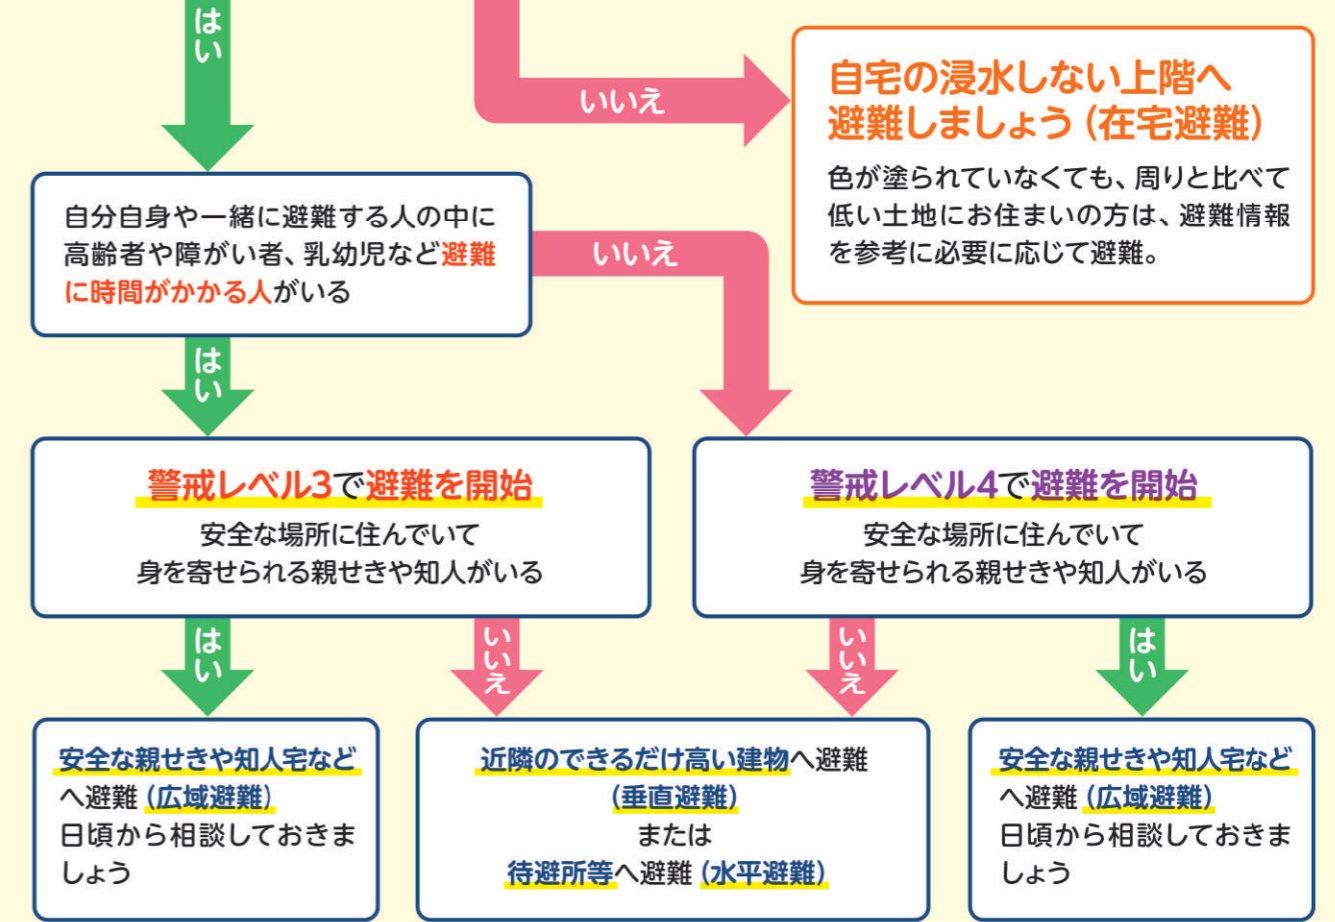 はい
いいえ
自宅の浸水しない上階へ
避難しましょう(在宅避難)
色が塗られていなくても、周りと比べて
低い土地にお住まいの方は、避難情報
を参考に必要に応じて避難。
自分自身や一緒に避難する人の中に
高齢者や障がい者、乳幼児など避難
に時間がかかる人がいる
いいえ
はい
警戒レベル3で避難を開始
安全な場所に住んでいて
身を寄せられる親せきや知人がいる
警戒レベル4で避難を開始
安全な場所に住んでいて
身を寄せられる親せきや知人がいる
はい
いいえ
いいえ
はい
安全な親せきや知人宅など
へ避難(広域避難)
日頃から相談しておきま
しょう
近隣のできるだけ高い建物へ避難
(垂直避難)
または
待避所等へ避難(水平避難)
安全な親せきや知人宅など
へ避難(広域避難)
日頃から相談しておきま
しょう